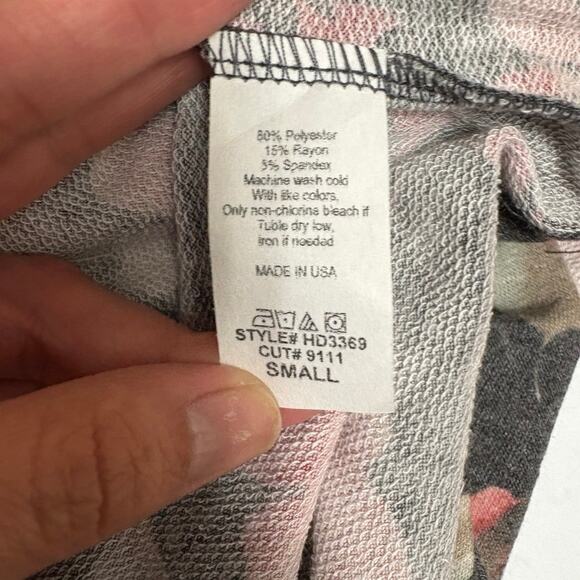 80% Polyester
15% Rayon
5% Spandex
Machine wash cold
With like colors,
Only non-chlorine bleach if
Tuble dry low,
Iron if needed
MADE IN USA
STYLE# HD3369
CUT# 9111
SMALL